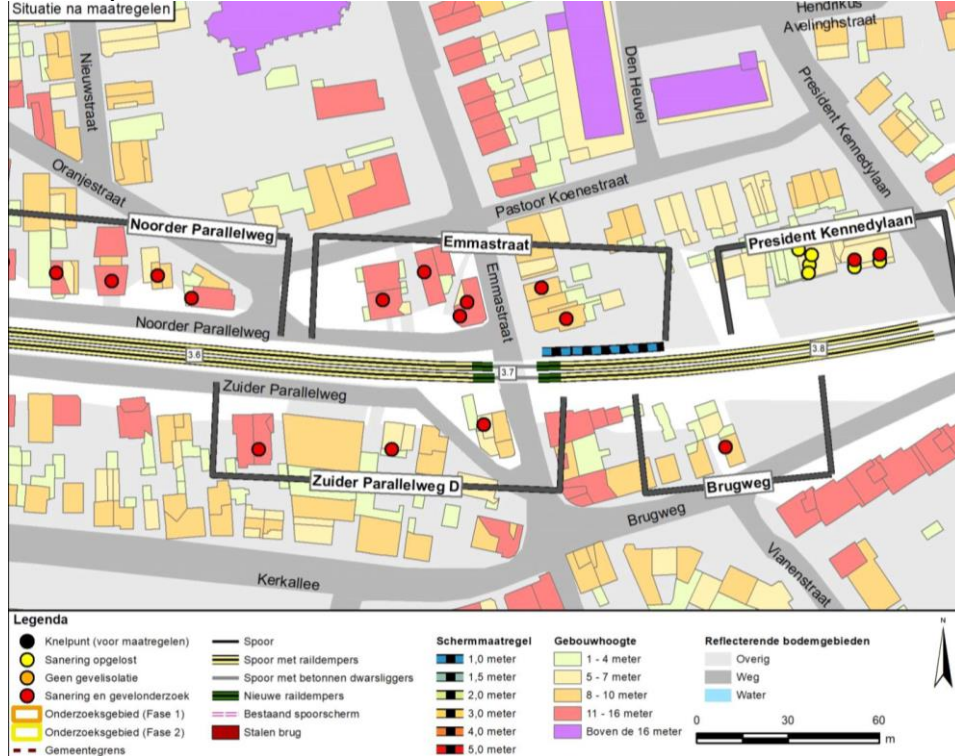 Situatie na maatregelen
Hendrikus
Avelinghstraat
Nieuwstraat
Den Heuvel
President Kennedylaan
Oranjestraat
Pastoor Koenestraat
Noorder Parallelweg
Emmastraat
President Kennedylaan
Emmastraat
Noorder Parallelweg
3.6
3.7
3.8
Zuider Parallelweg
Zuider Parallelweg D
Brugweg
Brugweg
Vianenstraat
Kerkallee
Legenda
Knelpunt (voor maatregelen)
Sanering opgelost
Geen gevelisolatie
Sanering en gevelonderzoek
Onderzoeksgebied (Fase 1)
Onderzoeksgebied (Fase 2)
Gemeentegrens
Spoor
Spoor met raildempers
Spoor met betonnen dwarsliggers
Nieuwe raildempers
Bestaand spoorscherm
Stalen brug
Schermmaatregel
1,0 meter
1,5 meter
2,0 meter
3,0 meter
4,0 meter
5,0 meter
Gebouwhoogte
1 - 4 meter
5 - 7 meter
8 - 10 meter
11 - 16 meter
Boven de 16 meter
Reflecterende bodemgebieden
Overig
Weg
Water
N
0 30 60
m